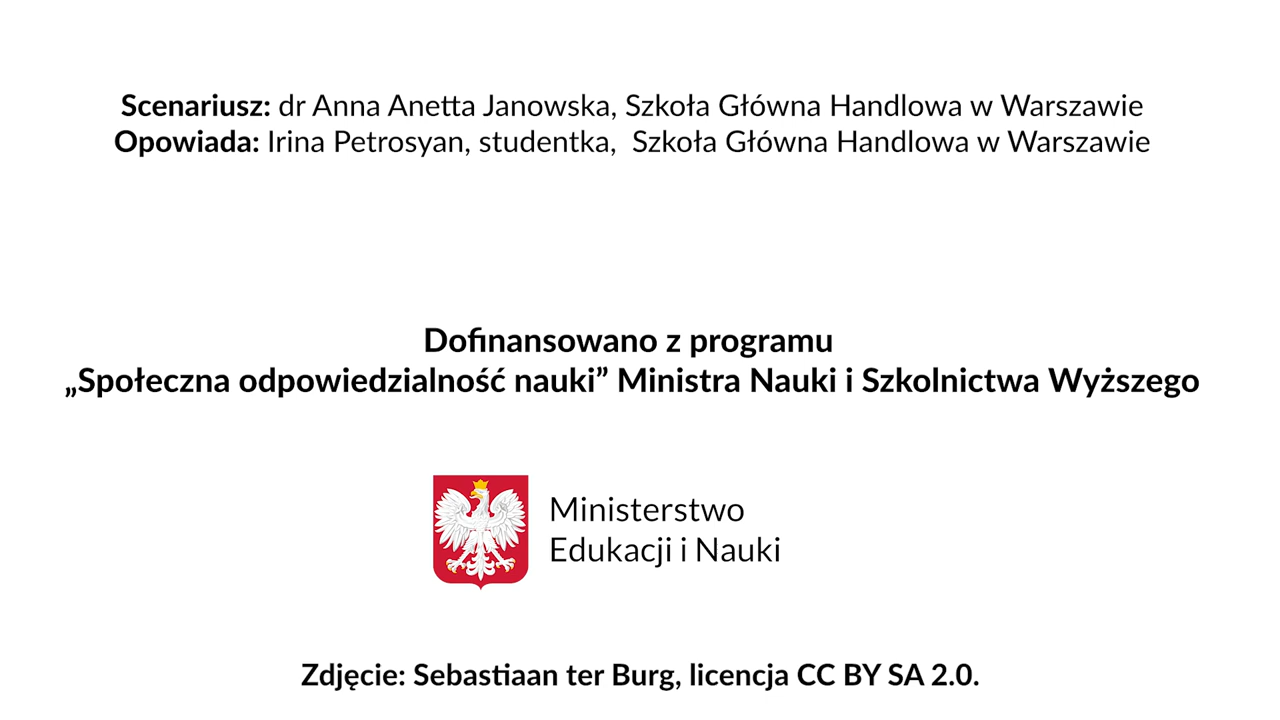 Scenariusz: dr Anna Anetta Janowska, Szkoła Główna Handlowa w Warszawie
Opowiada: Irina Petrosyan, studentka, Szkoła Główna Handlowa w Warszawie
Dofinansowano z programu
„Społeczna odpowiedzialność nauki” Ministra Nauki i Szkolnictwa Wyższego
Ministerstwo
Edukacji i Nauki
Zdjęcie: Sebastiaan ter Burg, licencja CC BY SA 2.0.